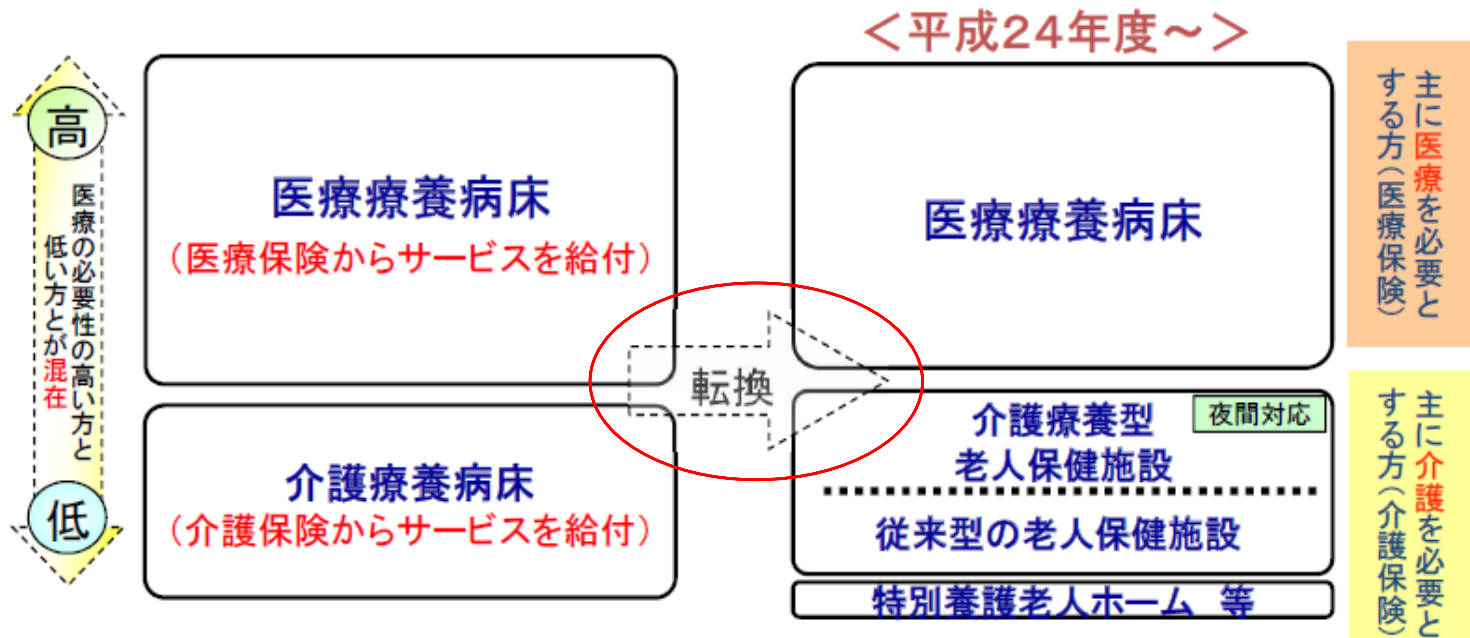 ＜平成24年度～＞
高
医療の必要性の高い方と
低い方とが混在
低
医療療養病床
（医療保険からサービスを給付）
介護療養病床
（介護保険からサービスを給付）
転換
医療療養病床
介護療養型
老人保健施設
夜間対応
従来型の老人保健施設
特別養護老人ホーム 等
主に医療を必要と
する方（医療保険）
主に介護を必要と
する方（介護保険）